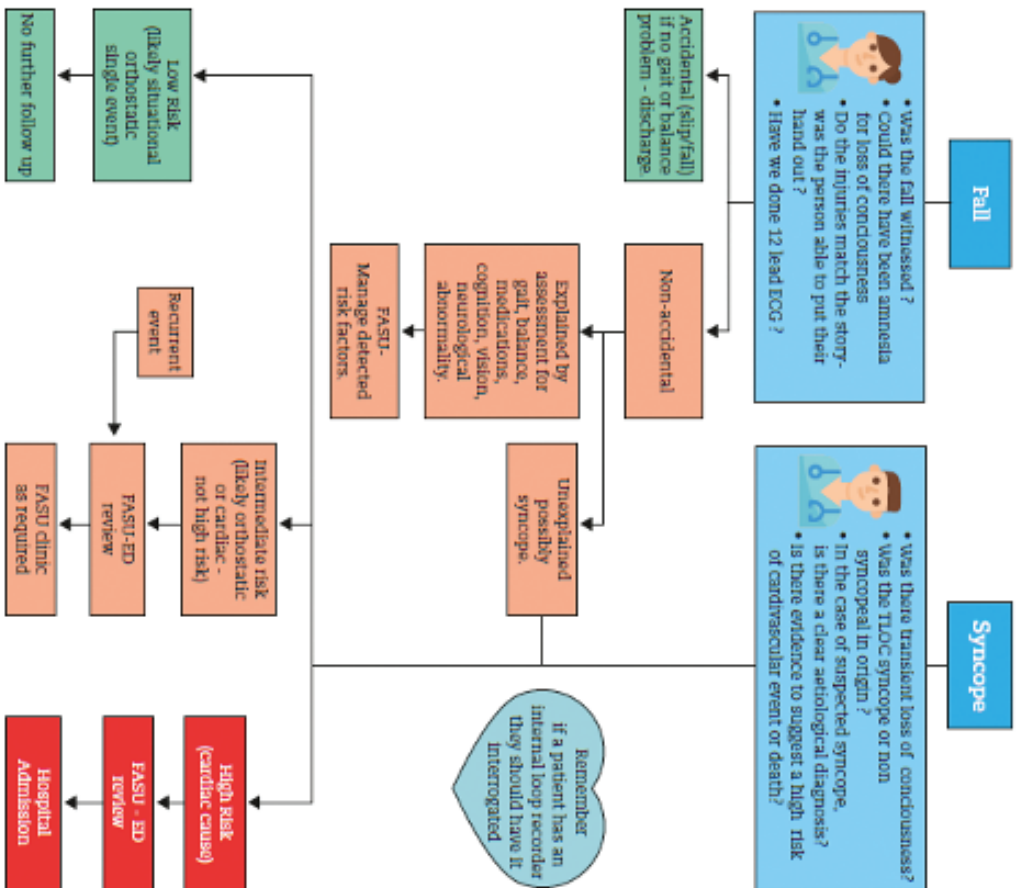 Fall
• Was the fall witnessed ?
• Could there have been amnesia
for loss of conciousness
• Do the injuries match the story-
was the person able to put their
hand out ?
• Have we done 12 lead ECG ?
Syncope
• Was there transient loss of conciousness?
• Was the TLOC syncope or non
syncopeal in origin ?
• In the case of suspected syncope,
is there a clear aetiological diagnosis?
• Is there evidence to suggest a high risk
of cardivascular event or death?
Accidental (slip/fall)
if no gait or balance
problem - discharge
Non-accidental
Explained by
assessment for
gait, balance,
medications,
cognition, vision,
neurological
abnormality.
FASU-
Manage detected
risk factors.
Unexplained
possibly
syncope.
Remember
if a patient has an
internal loop recorder
they should have it
interrogated
Low Risk
(likely situational
orthostatic
single event)
No further follow up
Recurrent
event
Intermediate risk
(likely orthostatic
or cardiac -
not high risk)
FASU-ED
review
FASU clinic
as required
High Risk
(cardiac cause)
FASU - ED
review
Hospital
Admission